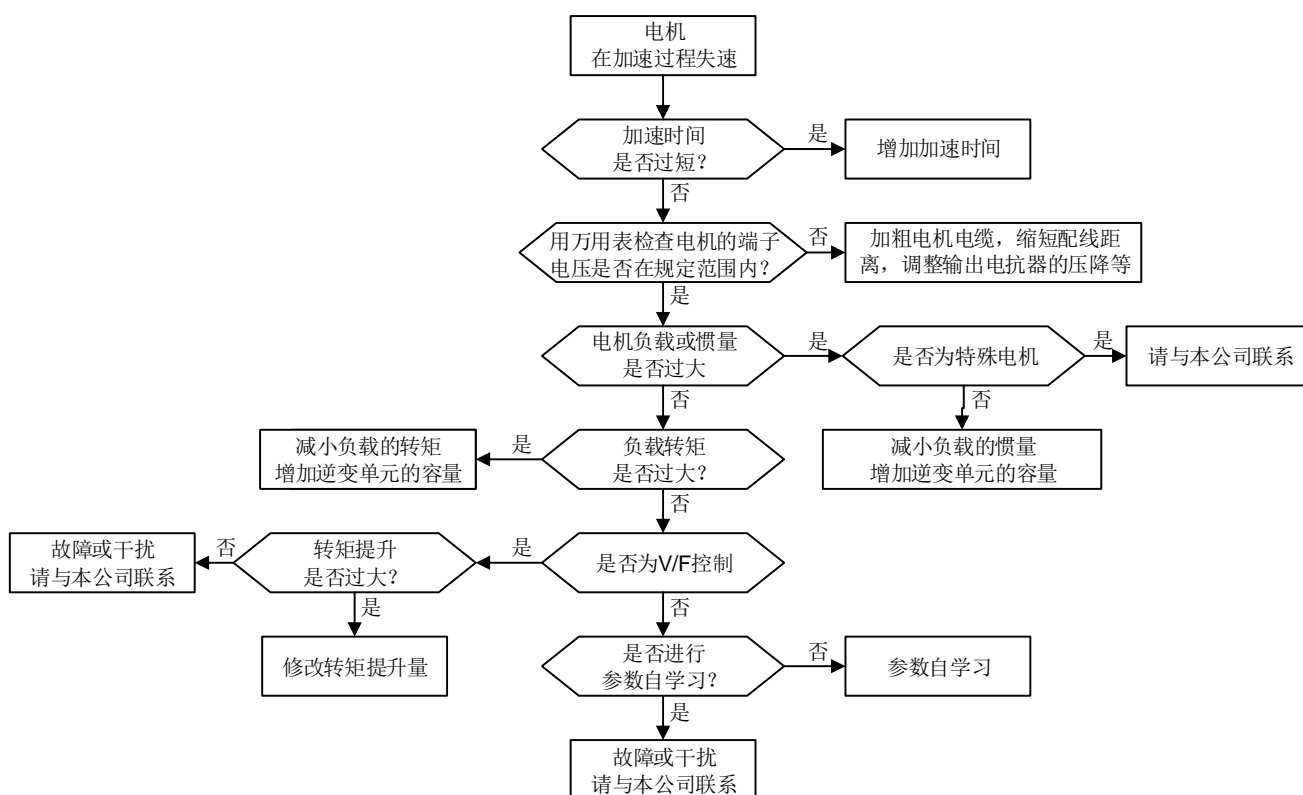 电机
在加速过程失速
加速时间
是否过短？
是
增加加速时间
否
用万用表检查电机的端子
电压是否在规定范围内？
否
加粗电机电缆，缩短配线距
离，调整输出电抗器的压降等
是
电机负载或惯量
是否过大
是
是否为特殊电机
是
请与本公司联系
否
否
减小负载的惯量
增加逆变单元的容量
负载转矩
是否过大？
是
减小负载的转矩
增加逆变单元的容量
否
是否为V/F控制
是
转矩提升
是否过大？
否
故障或干扰
请与本公司联系
是
修改转矩提升量
否
是否进行
参数自学习？
否
参数自学习
是
故障或干扰
请与本公司联系